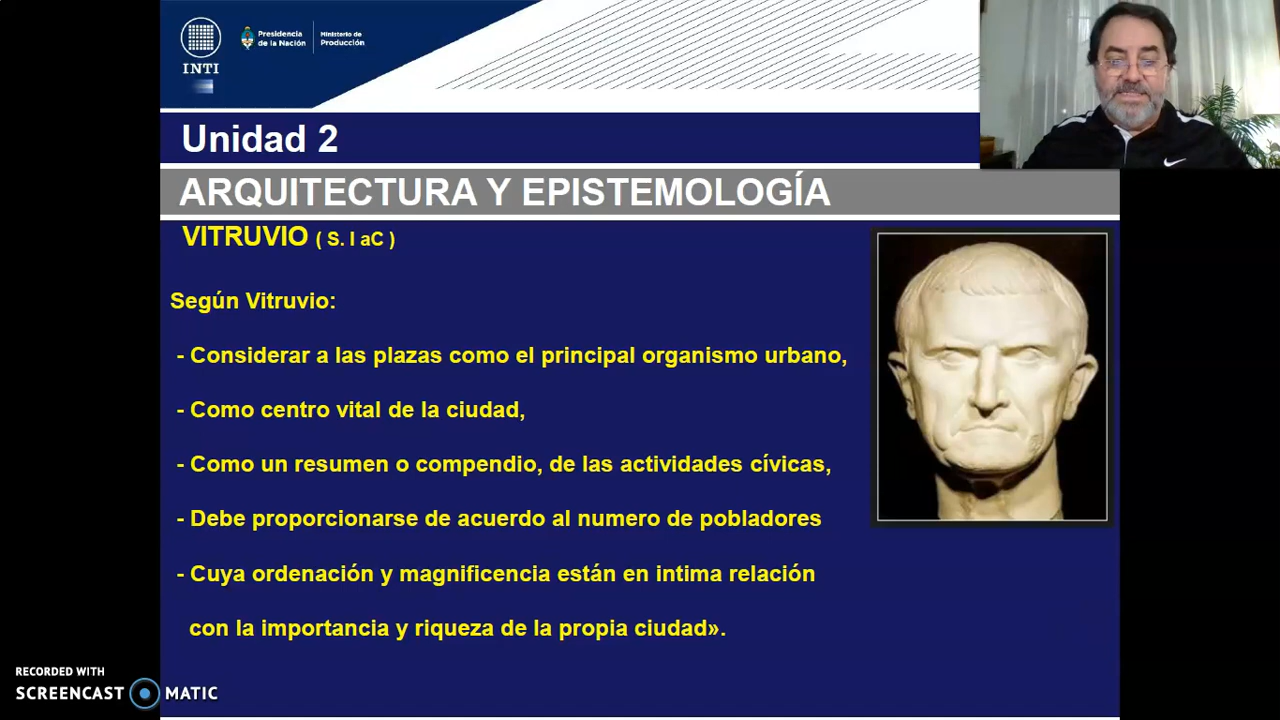 INTI
Presidencia
de la Nación
Ministerio de
Producción
Unidad 2
ARQUITECTURA Y EPISTEMOLOGÍA
VITRUVIO ( S. I aC )
Según Vitruvio:
- Considerar a las plazas como el principal organismo urbano,
- Como centro vital de la ciudad,
- Como un resumen o compendio, de las actividades cívicas,
- Debe proporcionarse de acuerdo al numero de pobladores
- Cuya ordenación y magnificencia están en intima relación
con la importancia y riqueza de la propia ciudad».
RECORDED WITH
SCREENCAST MATIC